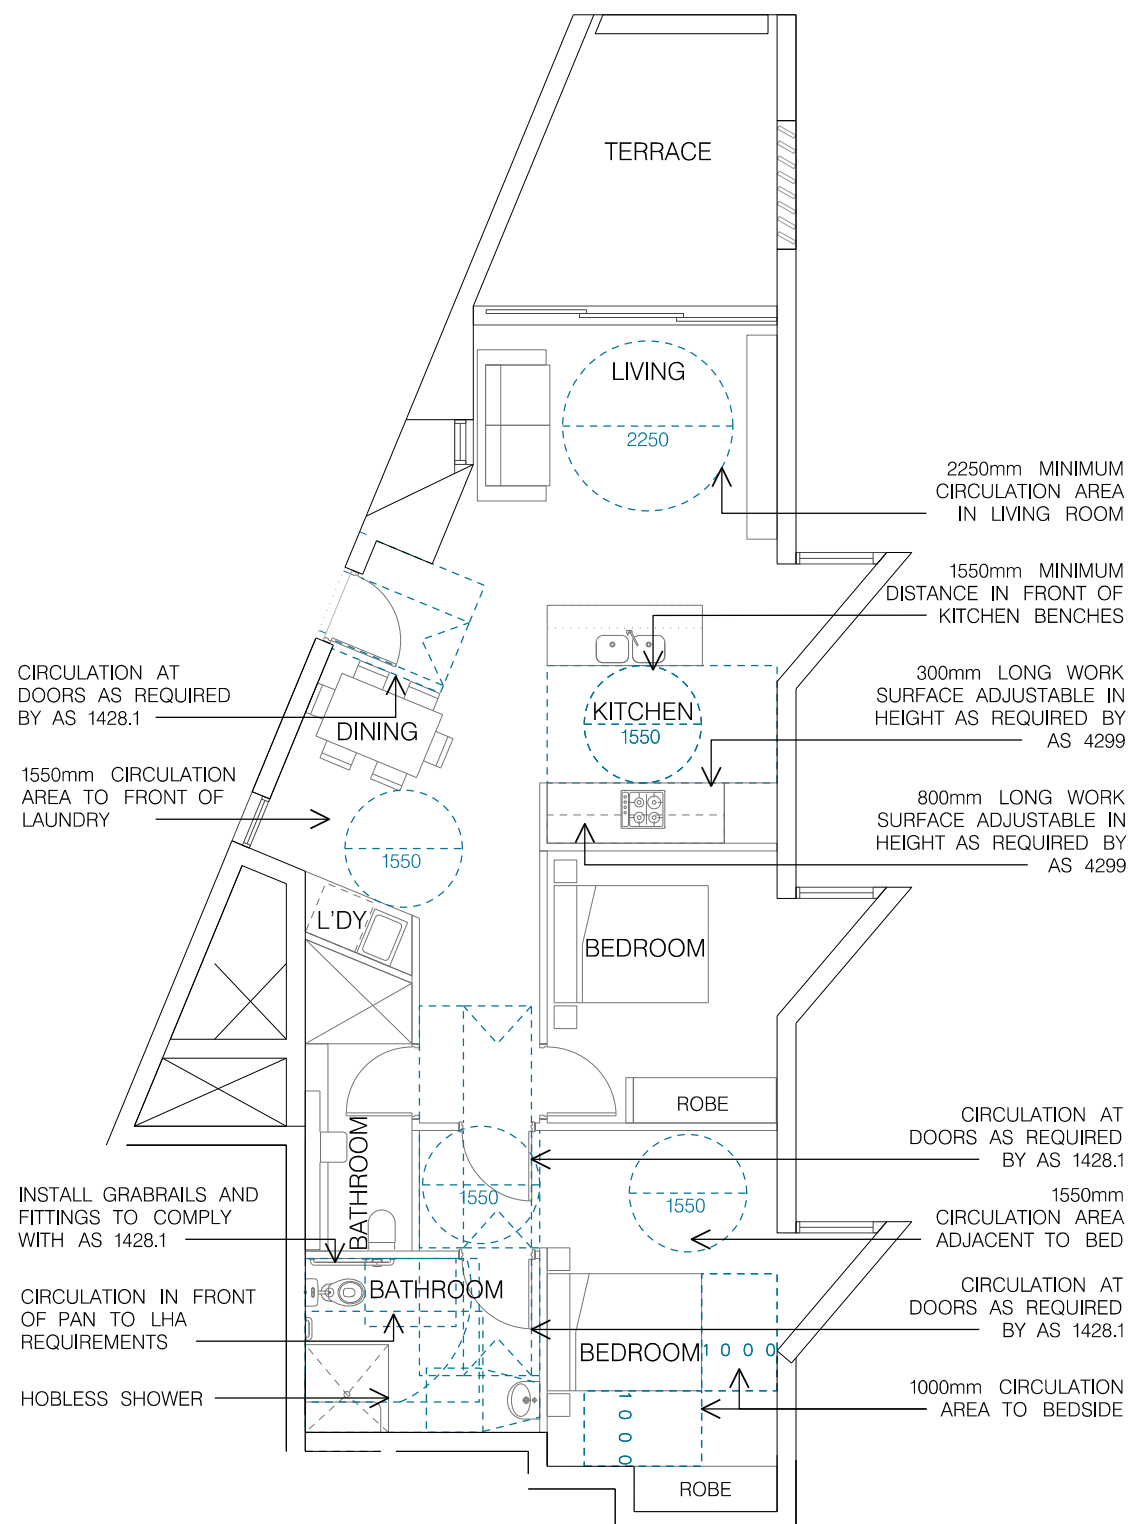 TERRACE
LIVING
2250
2250mm MINIMUM
CIRCULATION AREA
IN LIVING ROOM
1550mm MINIMUM
DISTANCE IN FRONT OF
KITCHEN BENCHES
CIRCULATION AT
DOORS AS REQUIRED
BY AS 1428.1
DINING
KITCHEN
1550
300mm LONG WORK
SURFACE ADJUSTABLE IN
HEIGHT AS REQUIRED BY
AS 4299
1550mm CIRCULATION
AREA TO FRONT OF
LAUNDRY
1550
800mm LONG WORK
SURFACE ADJUSTABLE IN
HEIGHT AS REQUIRED BY
AS 4299
L'DY
BEDROOM
ROBE
BATHROOM
CIRCULATION AT
DOORS AS REQUIRED
BY AS 1428.1
INSTALL GRABRAILS AND
FITTINGS TO COMPLY
WITH AS 1428.1
1550
1550
1550mm
CIRCULATION AREA
ADJACENT TO BED
BATHROOM
CIRCULATION IN FRONT
OF PAN TO LHA
REQUIREMENTS
CIRCULATION AT
DOORS AS REQUIRED
BY AS 1428.1
BEDROOM
1000
HOBLESS SHOWER
1000
1000mm CIRCULATION
AREA TO BEDSIDE
ROBE